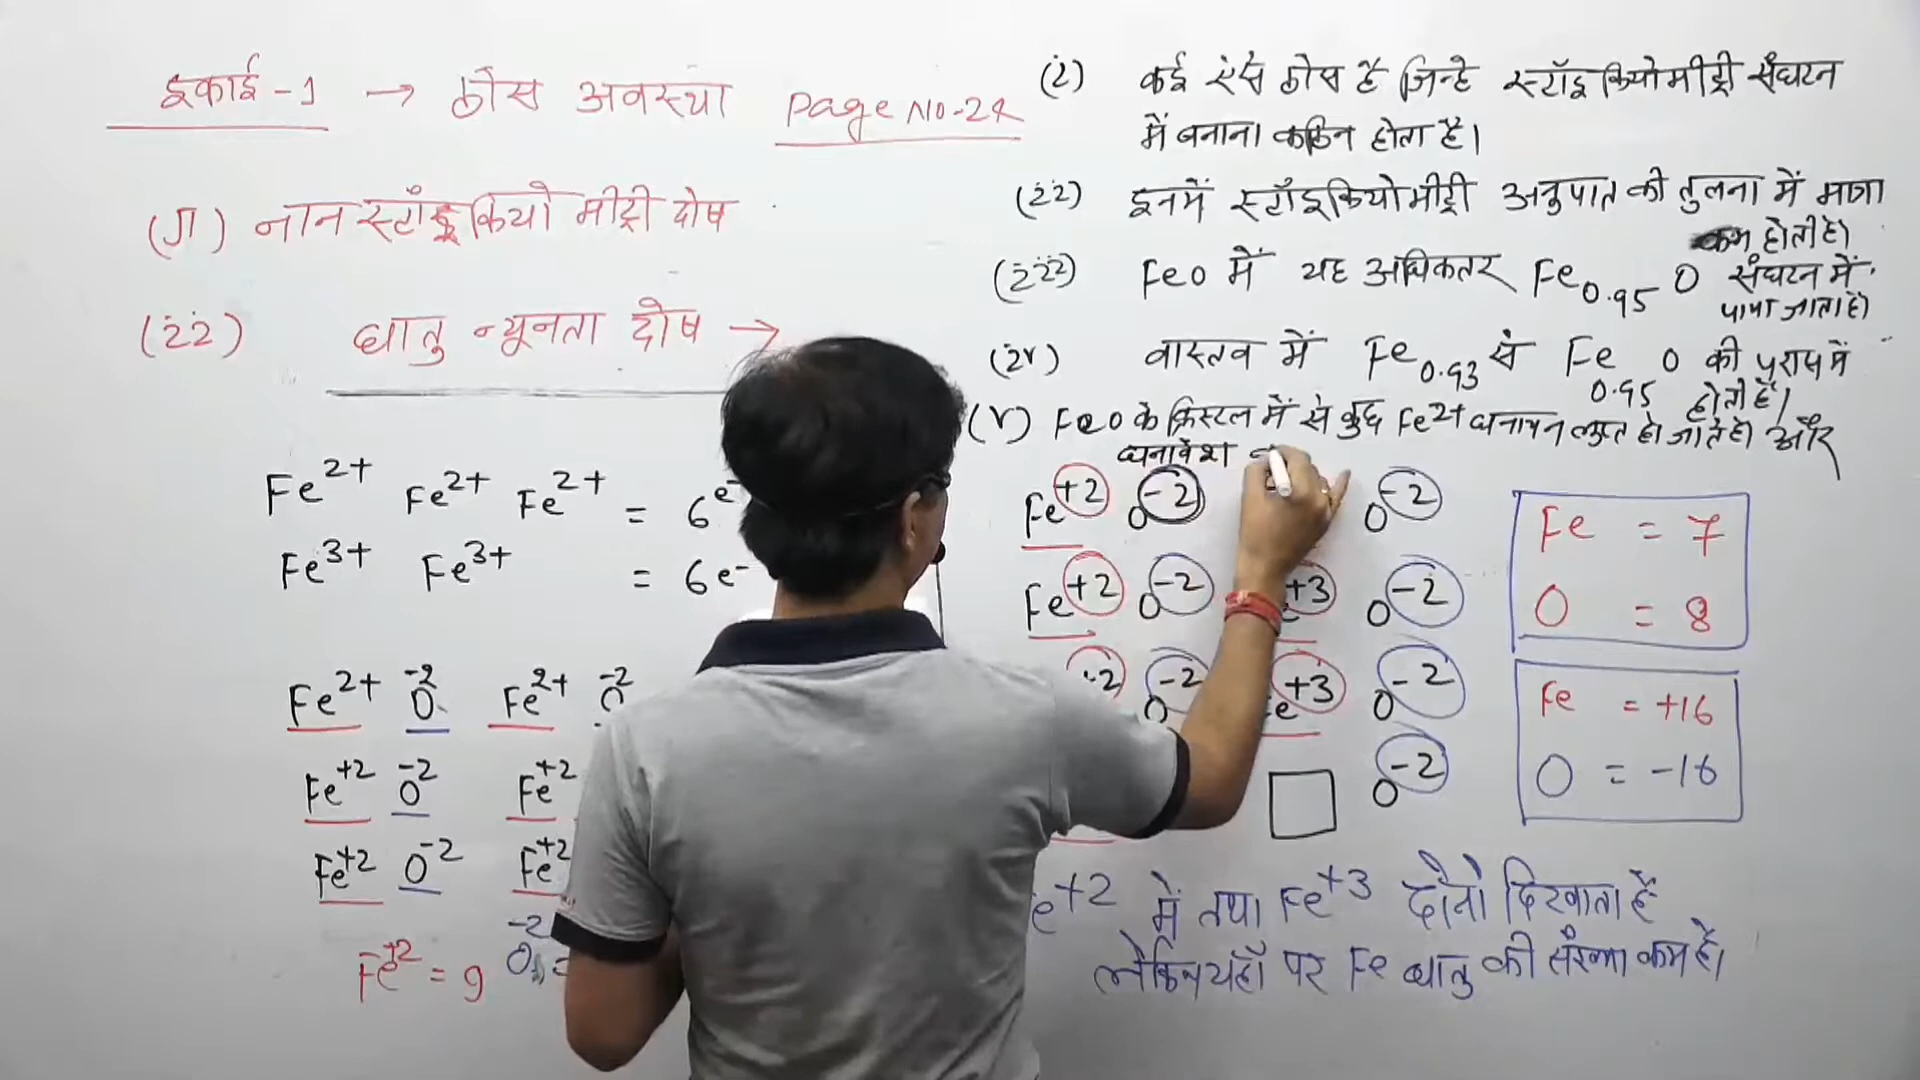 इकाई-1 → ठोस अवस्था Page No-24
(ग) नान स्टॉइकियोमीट्री दोष
(ii) धातु न्यूनता दोष →
Fe2+ Fe2+ Fe2+ = 6e-
Fe3+ Fe3+ = 6e-
Fe2+ O-2 Fe2+ O-2
Fe+2 O-2 Fe+2
Fe+2 O-2 Fe+2
Fe+2 = 9 O-2
(i) कई ऐसे ठोस है जिन्हे स्टॉइकियोमीट्री संघटन
में बनाना कठिन होता है।
(ii) इनमें स्टॉइकियोमीट्री अनुपात की तुलना में मात्रा
कम होती है।
(iii) FeO में यह अधिकतर Fe0.95 O संघटन में
पाया जाता है।
(iv) वास्तव में Fe0.93 से Fe0.95 O की परास में
होती है।
(v) FeO के क्रिस्टल में से कुछ Fe2+ धनायन लुप्त हो जाते है। और
धनावेश
Fe+2 O-2 O-2
Fe+2 O-2 e+3 O-2
-2 O-2 e+3 O-2
O-2
Fe = 7
O = 8
Fe = +16
O = -16
e+2 में तथा Fe+3 दोनो दिखाता है
लेकिन यहाँ पर Fe धातु की संख्या कम है।